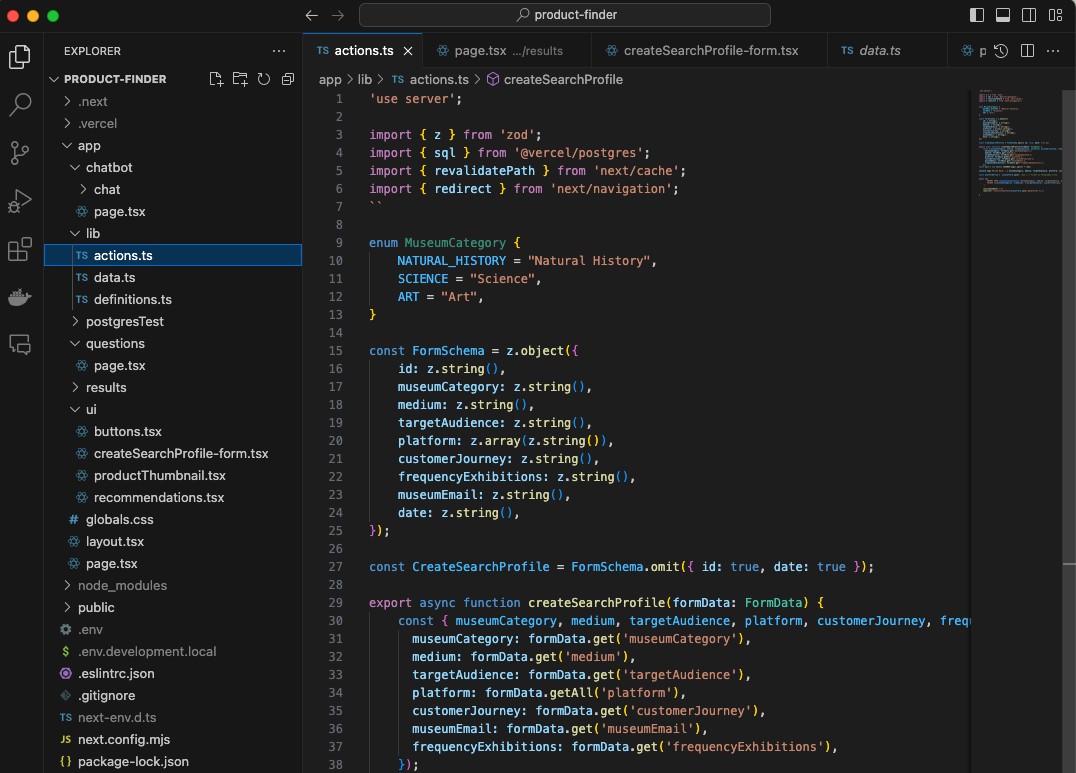 product-finder
EXPLORER
PRODUCT-FINDER
.next
.vercel
app
chatbot
chat
page.tsx
lib
TS actions.ts
TS data.ts
TS definitions.ts
postgresTest
questions
page.tsx
results
ui
buttons.tsx
createSearchProfile-form.tsx
productThumbnail.tsx
recommendations.tsx
# globals.css
layout.tsx
page.tsx
node_modules
public
.env
$ .env.development.local
.eslintrc.json
.gitignore
TS next-env.d.ts
JS next.config.mjs
{} package-lock.json
TS actions.ts page.tsx .../results createSearchProfile-form.tsx TS data.ts p
app > lib > TS actions.ts > createSearchProfile
1 'use server';
2
3 import { z } from 'zod';
4 import { sql } from '@vercel/postgres';
5 import { revalidatePath } from 'next/cache';
6 import { redirect } from 'next/navigation';
7 ``
8
9 enum MuseumCategory {
10 NATURAL_HISTORY = "Natural History",
11 SCIENCE = "Science",
12 ART = "Art",
13 }
14
15 const FormSchema = z.object({
16 id: z.string(),
17 museumCategory: z.string(),
18 medium: z.string(),
19 targetAudience: z.string(),
20 platform: z.array(z.string()),
21 customerJourney: z.string(),
22 frequencyExhibitions: z.string(),
23 museumEmail: z.string(),
24 date: z.string(),
25 });
26
27 const CreateSearchProfile = FormSchema.omit({ id: true, date: true });
28
29 export async function createSearchProfile(formData: FormData) {
30 const { museumCategory, medium, targetAudience, platform, customerJourney, freq
31 museumCategory: formData.get('museumCategory'),
32 medium: formData.get('medium'),
33 targetAudience: formData.get('targetAudience'),
34 platform: formData.getAll('platform'),
35 customerJourney: formData.get('customerJourney'),
36 museumEmail: formData.get('museumEmail'),
37 frequencyExhibitions: formData.get('frequencyExhibitions'),
38 });